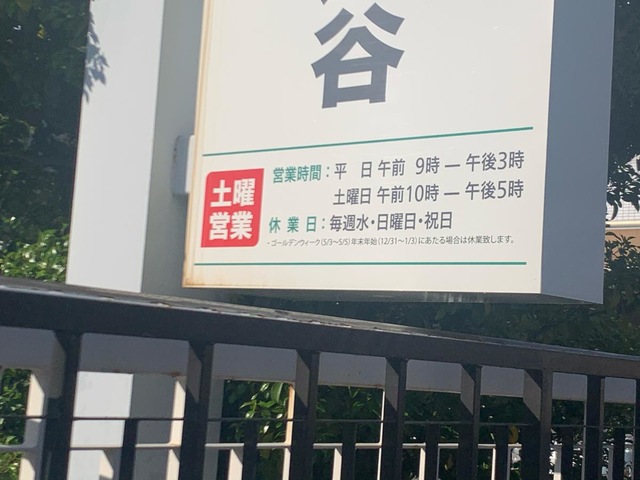 谷
土曜
営業
営業時間：平　日 午前 9時 ― 午後3時
土曜日 午前10時 ― 午後5時
休 業 日：毎週水・日曜日・祝日
・ゴールデンウィーク（5/3〜5/5）年末年始（12/31〜1/3）にあたる場合は休業致します。